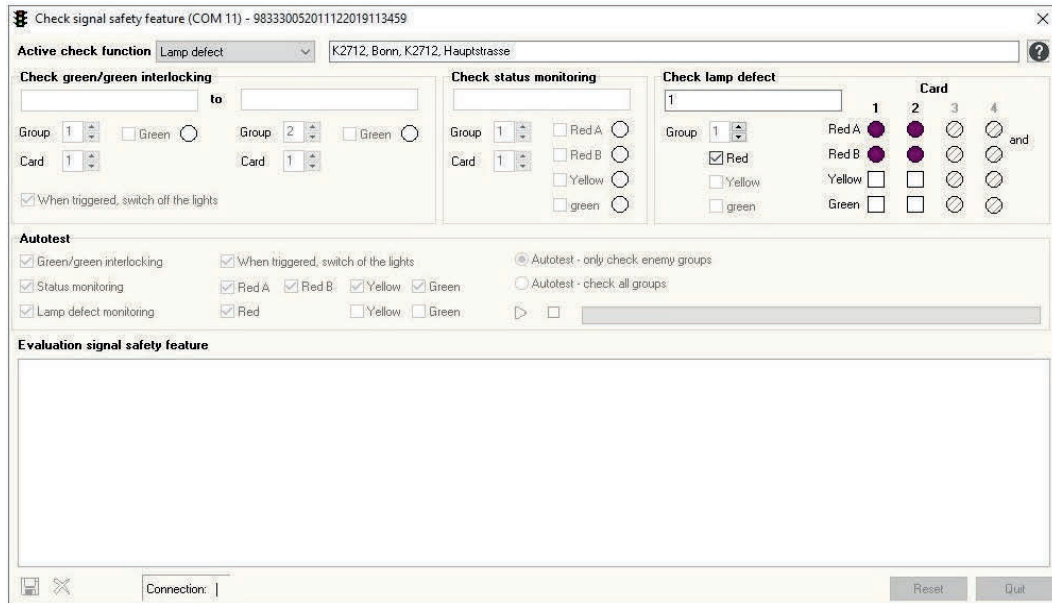 Check signal safety feature (COM 11) - 983330052011122019113459
Active check function Lamp defect K2712, Bonn, K2712, Hauptstrasse ?
Check green/green interlocking
to
Group 1 Green Group 2 Green
Card 1 Card 1
When triggered, switch off the lights
Check status monitoring
Group 1 Red A
Card 1 Red B
Yellow
green
Check lamp defect
1
Group 1
Red
Yellow
green
Card
1 2 3 4
Red A
and
Red B
Yellow
Green
Autotest
Green/green interlocking When triggered, switch of the lights Autotest - only check enemy groups
Status monitoring Red A Red B Yellow Green Autotest - check all groups
Lamp defect monitoring Red Yellow Green
Evaluation signal safety feature
Connection: |
Reset Quit